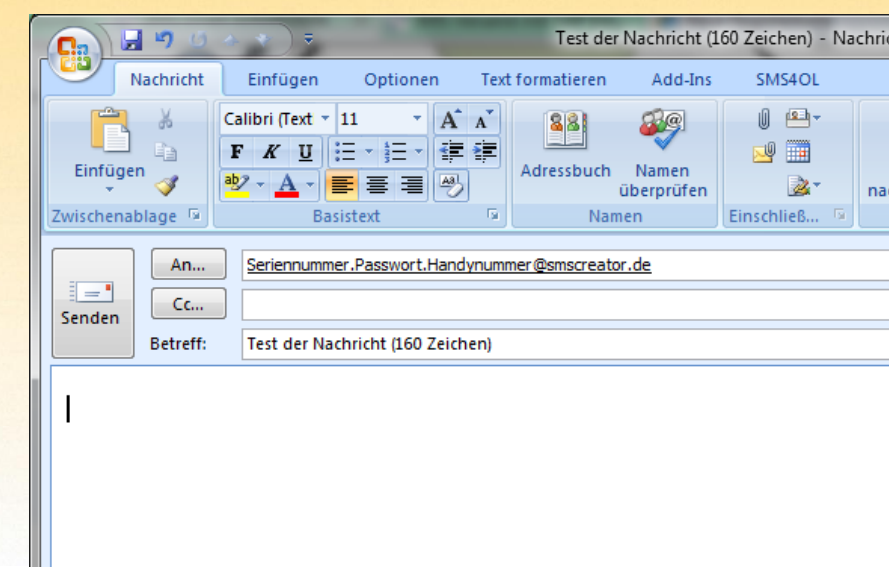 Test der Nachricht (160 Zeichen) - Nachric
Nachricht Einfügen Optionen Text formatieren Add-Ins SMS4OL
Calibri (Text 11 A A
Einfügen
F K U
Adressbuch
Namen
überprüfen
ab A Aa
na
Zwischenablage Basistext Namen Einschließ...
An... Seriennummer.Passwort.Handynummer@smscreator.de
Cc...
Senden
Betreff: Test der Nachricht (160 Zeichen)